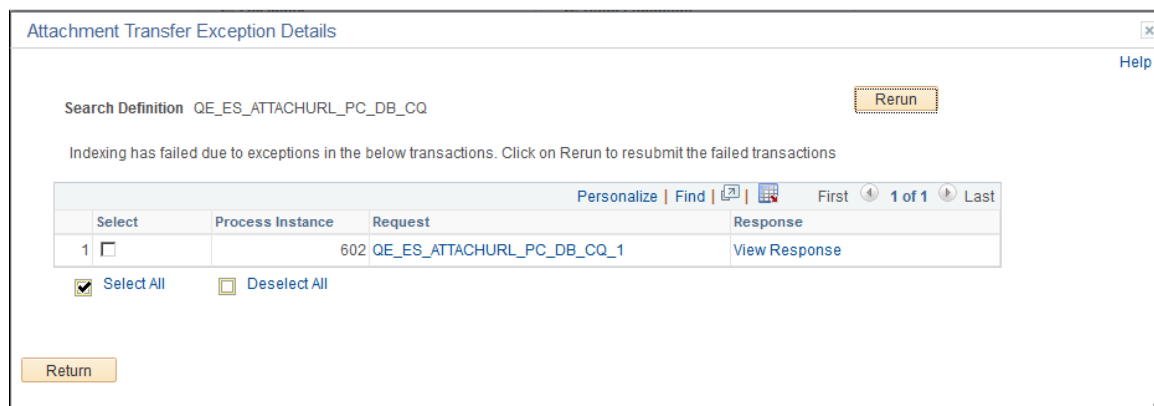 Attachment Transfer Exception Details
Help
Search Definition QE_ES_ATTACHURL_PC_DB_CQ
Rerun
Indexing has failed due to exceptions in the below transactions. Click on Rerun to resubmit the failed transactions
Personalize | Find | | First 1 of 1 Last
Select Process Instance Request Response
1 602 QE_ES_ATTACHURL_PC_DB_CQ_1 View Response
Select All Deselect All
Return